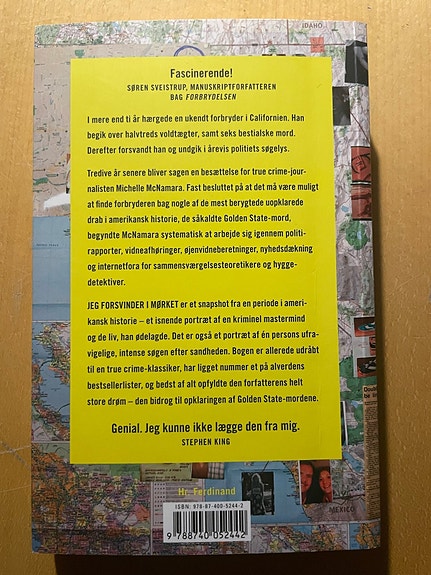 IDAHO
Fascinerende!
SØREN SVEISTRUP, MANUSKRIPTFORFATTEREN
BAG FORBRYDELSEN
I mere end ti år hærgede en ukendt forbryder i Californien. Han
begik over halvtreds voldtægter, samt seks bestialske mord.
Derefter forsvandt han og undgik i årevis politiets søgelys.
Tredive år senere bliver sagen en besættelse for true crime-jour-
nalisten Michelle McNamara. Fast besluttet på at det må være muligt
at finde forbryderen bag nogle af de mest berygtede uopklarede
drab i amerikansk historie, de såkaldte Golden State-mord,
begyndte McNamara systematisk at arbejde sig igennem politi-
rapporter, vidneafhøringer, øjenvidneberetninger, nyhedsdækning
og internetfora for sammensværgelsesteoretikere og hygge-
detektiver.
JEG FORSVINDER I MØRKET er et snapshot fra en periode i ameri-
kansk historie – et isnende portræt af en kriminel mastermind
og de liv, han ødelagde. Det er også et portræt af én persons ufra-
vigelige, intense søgen efter sandheden. Bogen er allerede udråbt
til en true crime-klassiker, har ligget nummer et på alverdens
bestsellerlister, og bedst af alt opfyldte den forfatterens helt
store drøm – den bidrog til opklaringen af Golden State-mordene.
Genial. Jeg kunne ikke lægge den fra mig.
STEPHEN KING
Hr. Ferdinand
ISBN: 978-87-400-5244-2
9 788740 052442
MEXICO